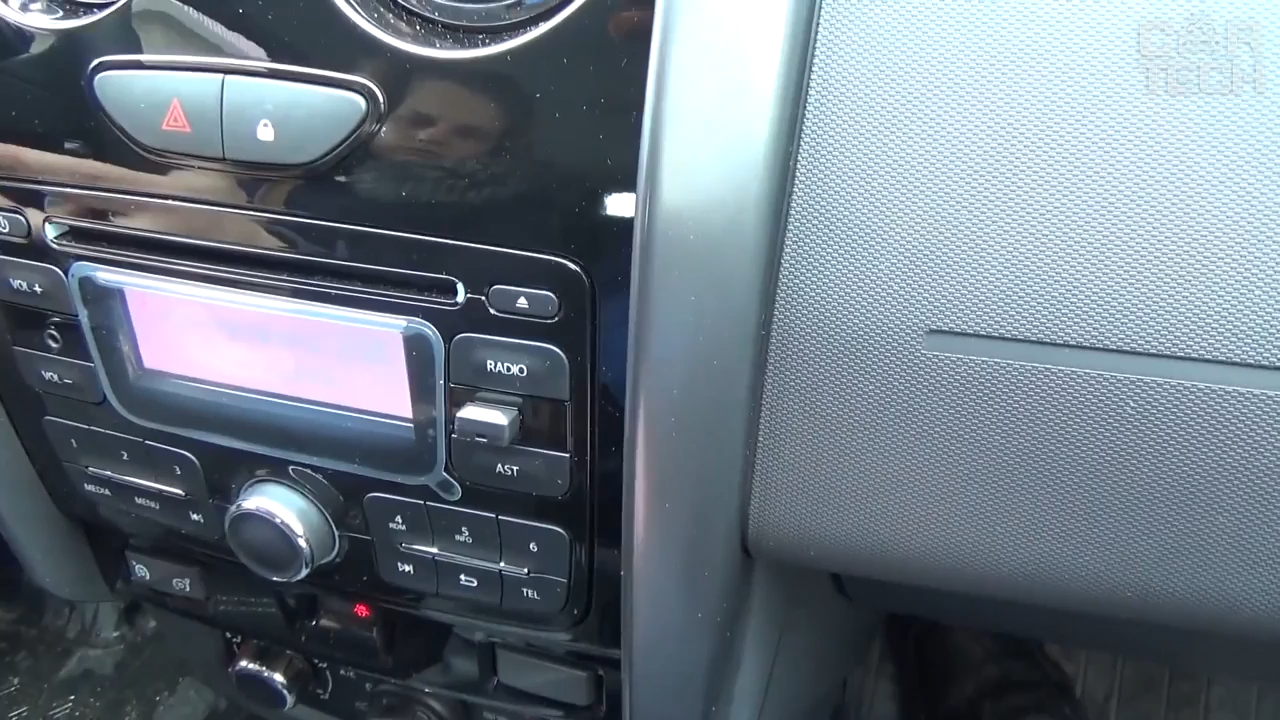 CAR
TECH
VOL +
VOL –
RADIO
AST
1
2
3
MEDIA
MENU
4
RDM
5
INFO
6
TEL
A/C